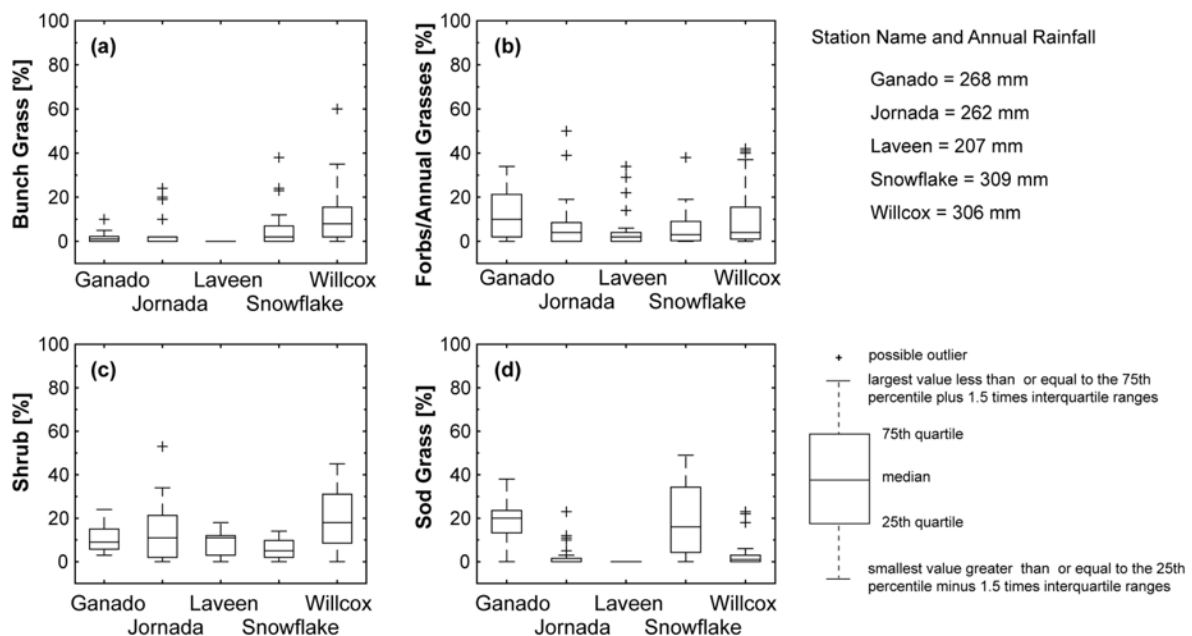 (a)
Bunch Grass [%]
100
80
60
40
20
0
Ganado
Laveen
Willcox
Jornada
Snowflake
(b)
Forbs/Annual Grasses [%]
100
80
60
40
20
0
Ganado
Laveen
Willcox
Jornada
Snowflake
Station Name and Annual Rainfall
Ganado = 268 mm
Jornada = 262 mm
Laveen = 207 mm
Snowflake = 309 mm
Willcox = 306 mm
(c)
Shrub [%]
100
80
60
40
20
0
Ganado
Laveen
Willcox
Jornada
Snowflake
(d)
Sod Grass [%]
100
80
60
40
20
0
Ganado
Laveen
Willcox
Jornada
Snowflake
possible outlier
largest value less than or equal to the 75th
percentile plus 1.5 times interquartile ranges
75th quartile
median
25th quartile
smallest value greater than or equal to the 25th
percentile minus 1.5 times interquartile ranges